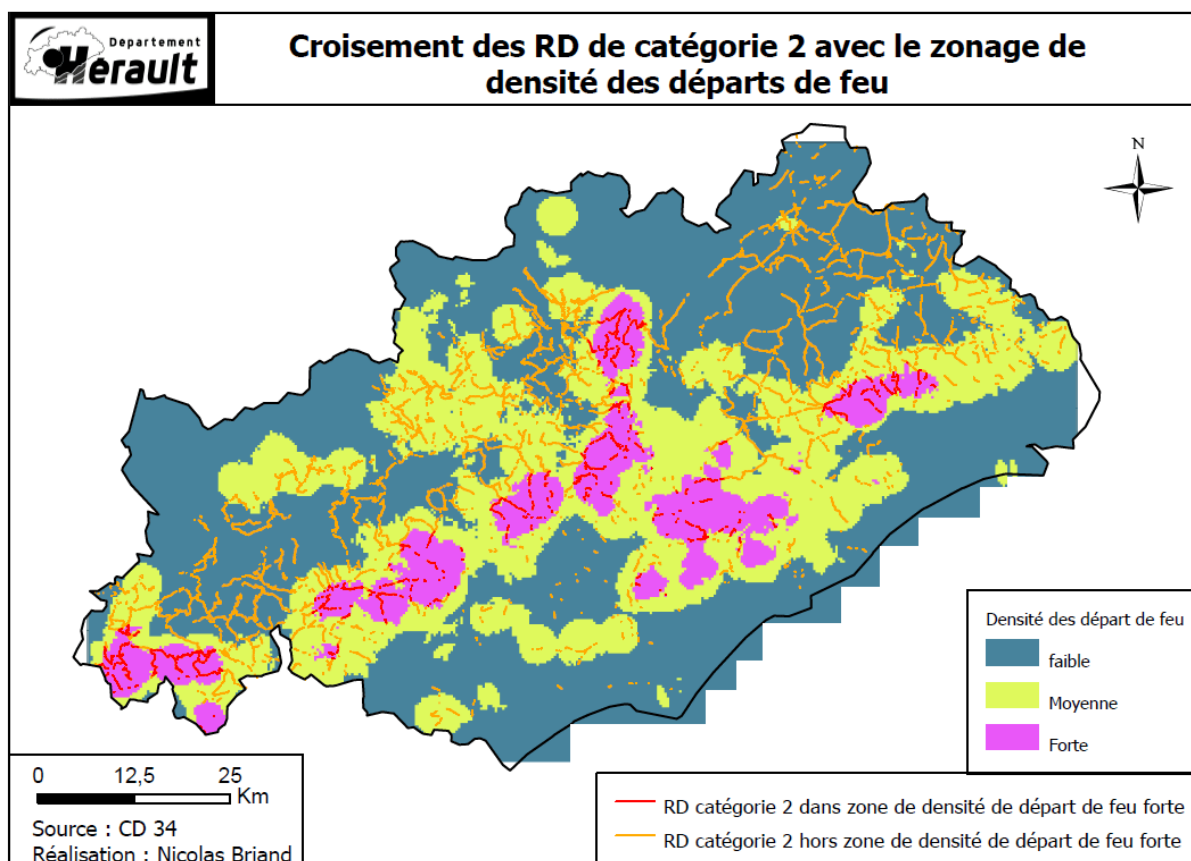 Departement
Hérault
Croisement des RD de catégorie 2 avec le zonage de
densité des départs de feu
N
Densité des départ de feu
faible
Moyenne
Forte
0 12,5 25
Km
Source : CD 34
Réalisation : Nicolas Briand
RD catégorie 2 dans zone de densité de départ de feu forte
RD catégorie 2 hors zone de densité de départ de feu forte